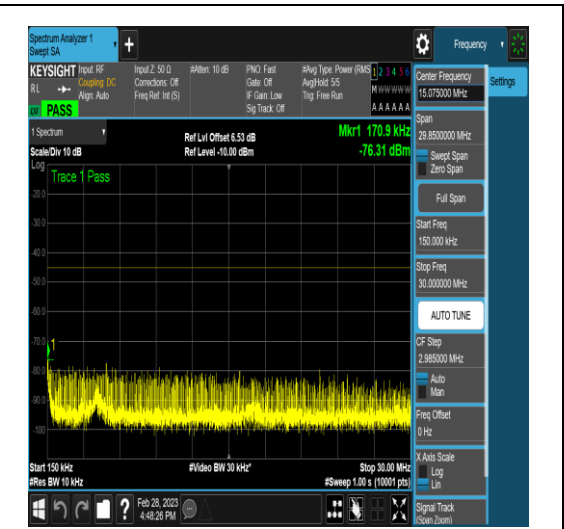 Spectrum Analyzer 1
Swept SA
Frequency
KEYSIGHT
RL
PASS
Input: RF
Coupling: DC
Align: Auto
Input Z: 50 Ω
Corrections: Off
Freq Ref: Int (S)
#Atten: 10 dB
PNO: Fast
Gate: Off
IF Gain: Low
Sig Track: Off
#Avg Type: Power (RMS
Avg|Hold: 5/5
Trig: Free Run
1 2 3 4 5 6
M W W W W W
A A A A A A
1 Spectrum
Scale/Div 10 dB
Ref Lvl Offset 6.53 dB
Ref Level -10.00 dBm
Mkr1 170.9 kHz
-76.31 dBm
Log
Trace 1 Pass
-20.0
-30.0
-40.0
-50.0
-60.0
-70.0
1
-80.0
-90.0
-100
Start 150 kHz
#Res BW 10 kHz
#Video BW 30 kHz*
Stop 30.00 MHz
#Sweep 1.00 s (10001 pts)
Feb 28, 2023
4:48:26 PM
Center Frequency
15.075000 MHz
Settings
Span
29.8500000 MHz
Swept Span
Zero Span
Full Span
Start Freq
150.000 kHz
Stop Freq
30.000000 MHz
AUTO TUNE
CF Step
2.985000 MHz
Auto
Man
Freq Offset
0 Hz
X Axis Scale
Log
Lin
Signal Track
(Span Zoom)